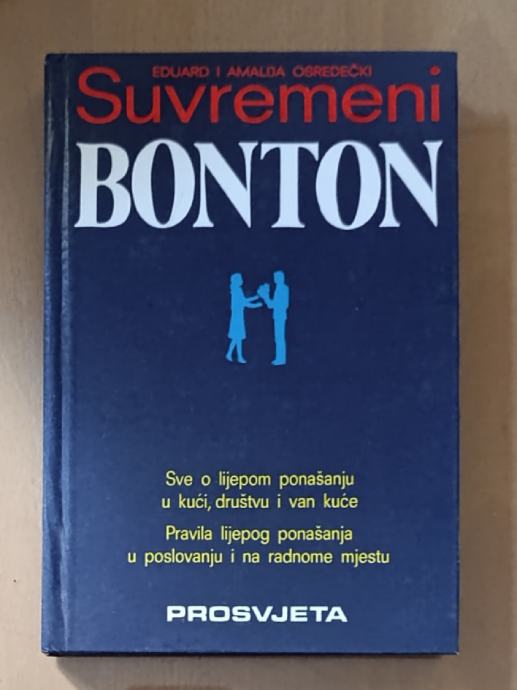 EDUARD I AMALIJA OSREDEČKI
Suvremeni
BONTON
Sve o lijepom ponašanju
u kući, društvu i van kuće
Pravila lijepog ponašanja
u poslovanju i na radnome mjestu
PROSVJETA